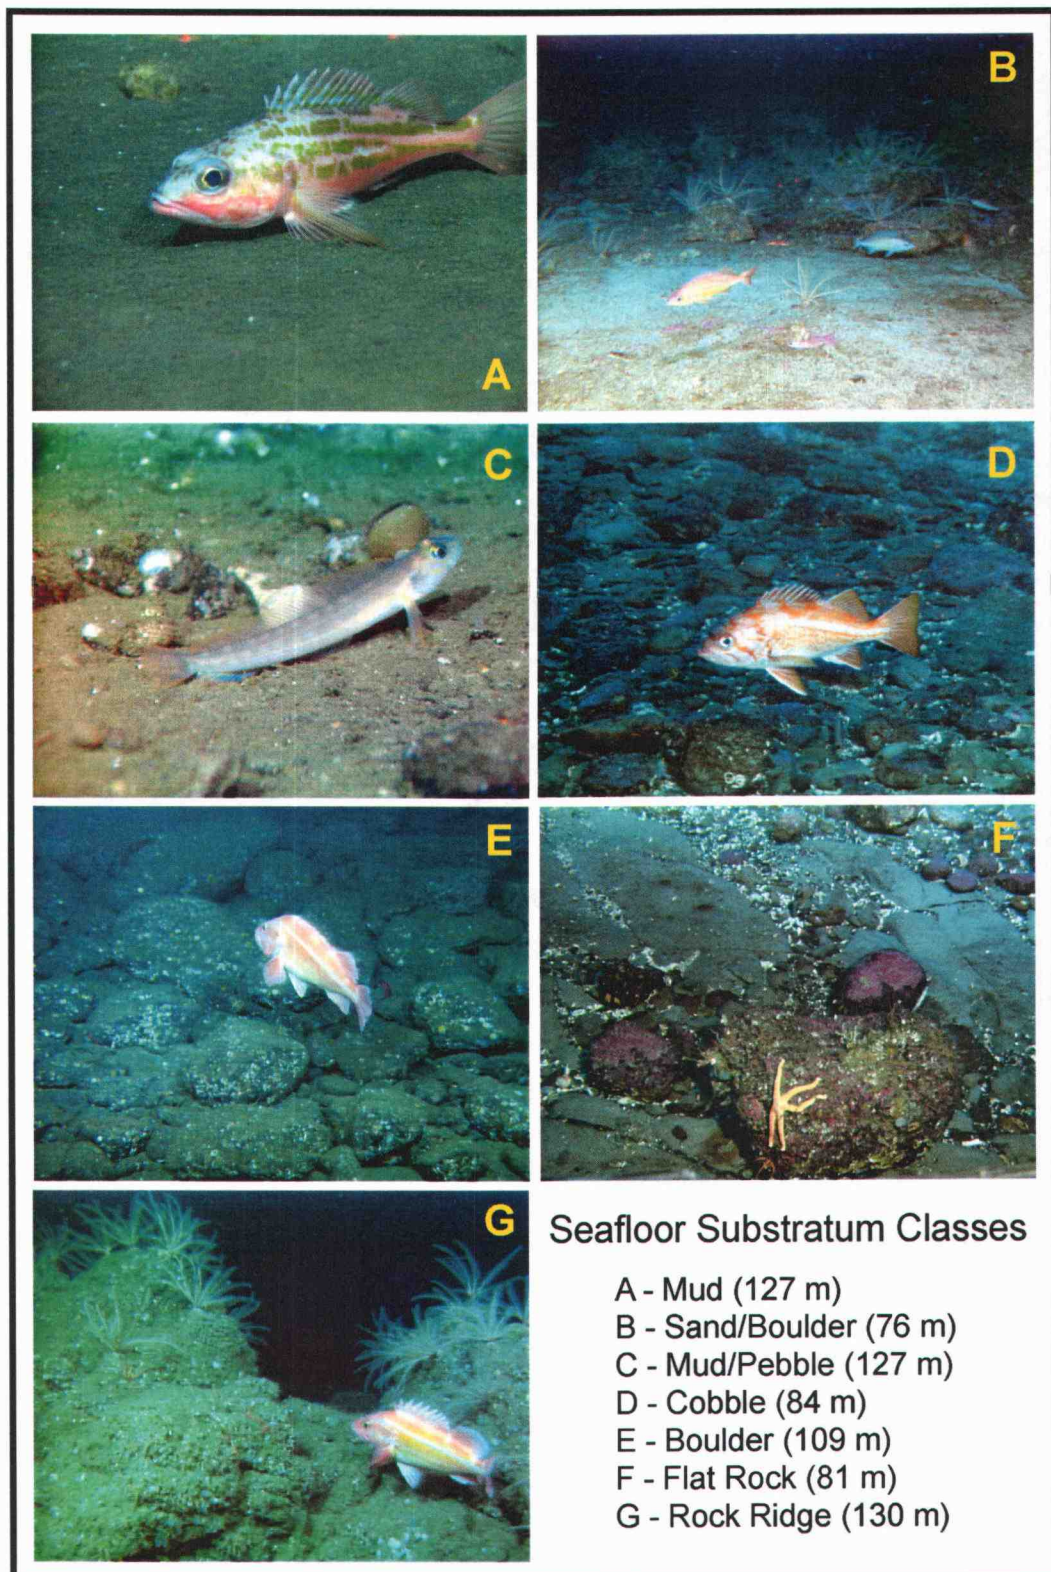 A
B
C
D
E
F
G
Seafloor Substratum Classes
A - Mud (127 m)
B - Sand/Boulder (76 m)
C - Mud/Pebble (127 m)
D - Cobble (84 m)
E - Boulder (109 m)
F - Flat Rock (81 m)
G - Rock Ridge (130 m)